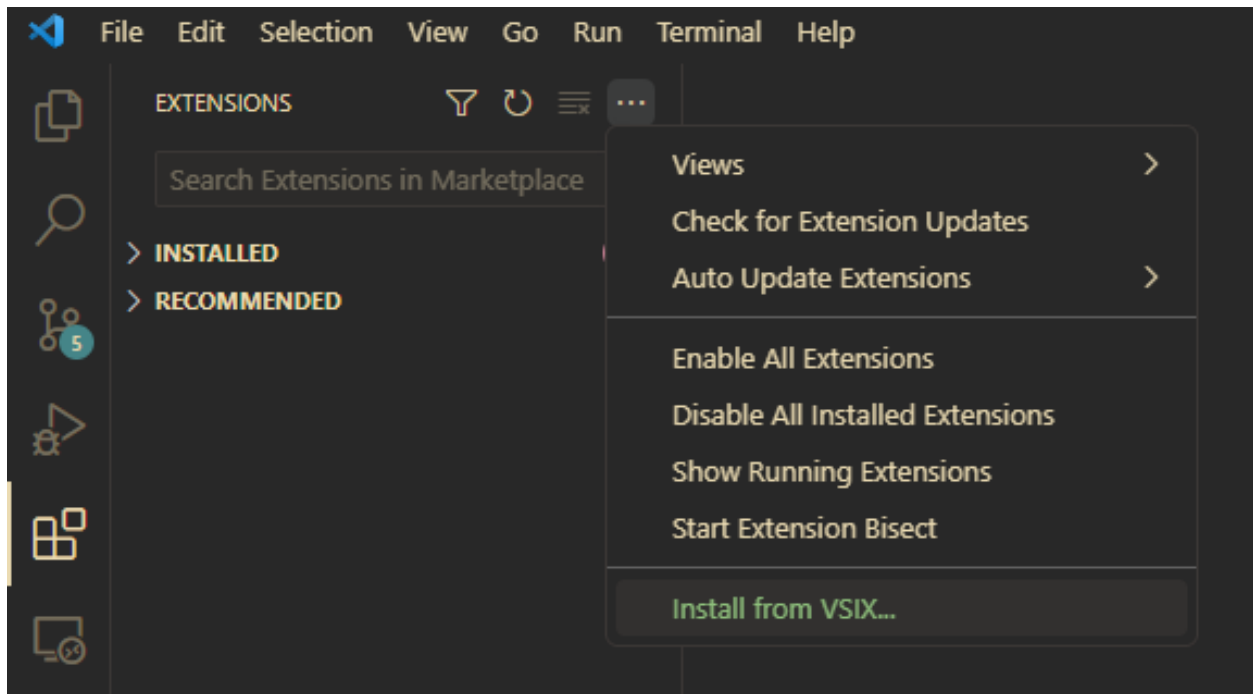 File Edit Selection View Go Run Terminal Help
EXTENSIONS
Search Extensions in Marketplace
INSTALLED
RECOMMENDED
5
Views
Check for Extension Updates
Auto Update Extensions
Enable All Extensions
Disable All Installed Extensions
Show Running Extensions
Start Extension Bisect
Install from VSIX...